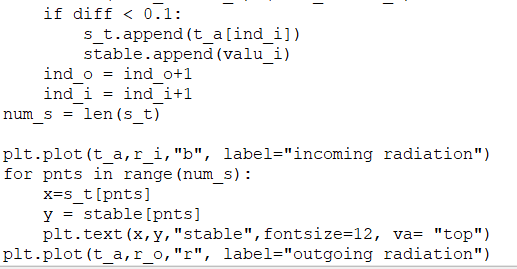 if diff < 0.1:
        s_t.append(t_a[ind_i])
        stable.append(valu_i)
    ind_o = ind_o+1
    ind_i = ind_i+1
num_s = len(s_t)

plt.plot(t_a,r_i,"b", label="incoming radiation")
for pnts in range(num_s):
    x=s_t[pnts]
    y = stable[pnts]
    plt.text(x,y,"stable",fontsize=12, va= "top")
plt.plot(t_a,r_o,"r", label="outgoing radiation")